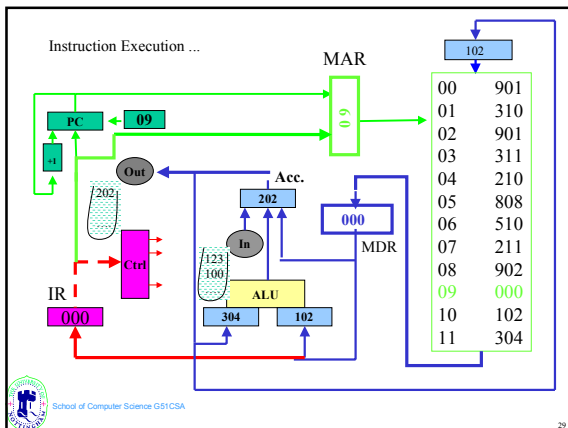 Instruction Execution ...
MAR
102
PC
09
09
+1
Out
Acc.
202
202
...
000
MDR
In
Ctrl
123
100
ALU
IR
000
304
102
00 901
01 310
02 901
03 311
04 210
05 808
06 510
07 211
08 902
09 000
10 102
11 304
NOTTINGHAM
School of Computer Science G51CSA
29